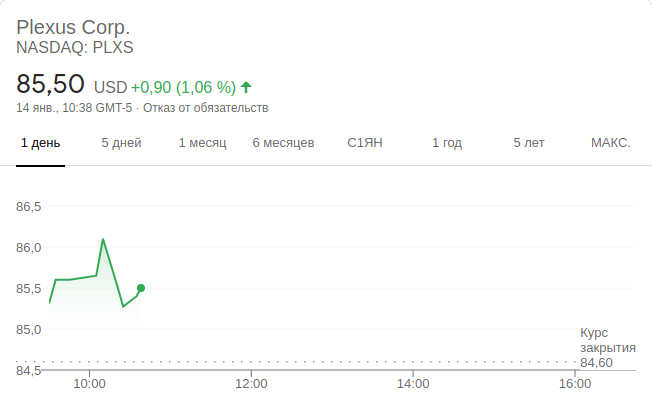 Plexus Corp.
NASDAQ: PLXS
85,50 USD +0,90 (1,06 %)
14 янв., 10:38 GMT-5 · Отказ от обязательств
1 день 5 дней 1 месяц 6 месяцев С1ЯН 1 год 5 лет МАКС.
86,5
86,0
85,5
85,0
Курс
закрытия
84,60
84,5
10:00 12:00 14:00 16:00